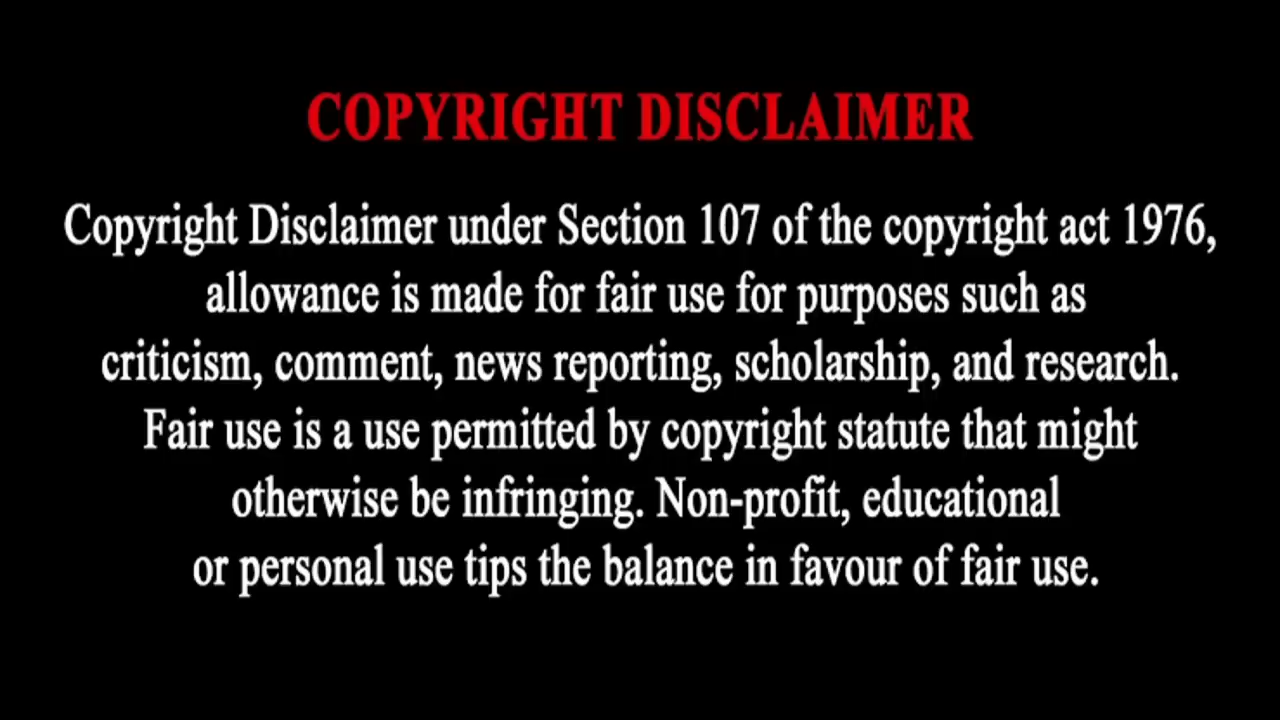 COPYRIGHT DISCLAIMER
Copyright Disclaimer under Section 107 of the copyright act 1976,
allowance is made for fair use for purposes such as
criticism, comment, news reporting, scholarship, and research.
Fair use is a use permitted by copyright statute that might
otherwise be infringing. Non-profit, educational
or personal use tips the balance in favour of fair use.